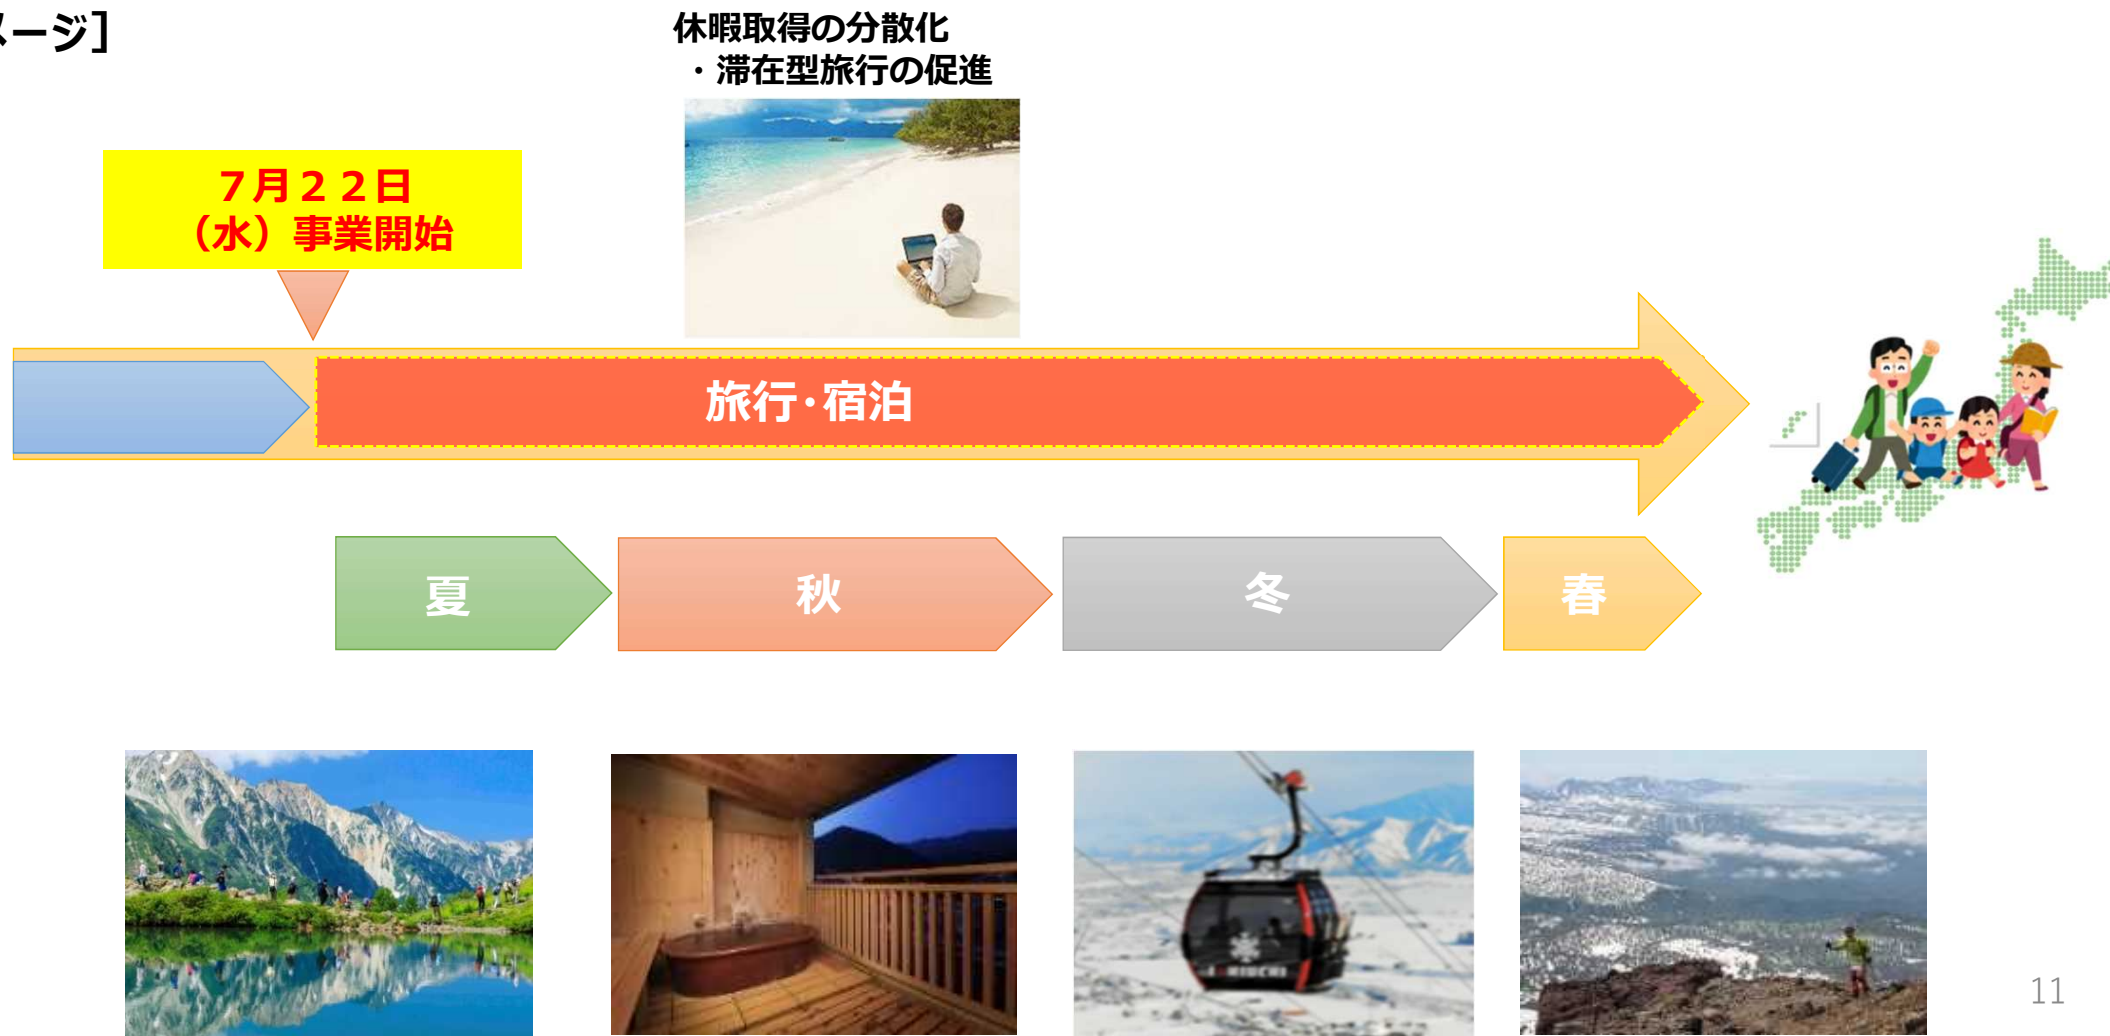 メージ］
休暇取得の分散化
・滞在型旅行の促進
７月２２日
（水）事業開始
旅行･宿泊
夏
秋
冬
春
11